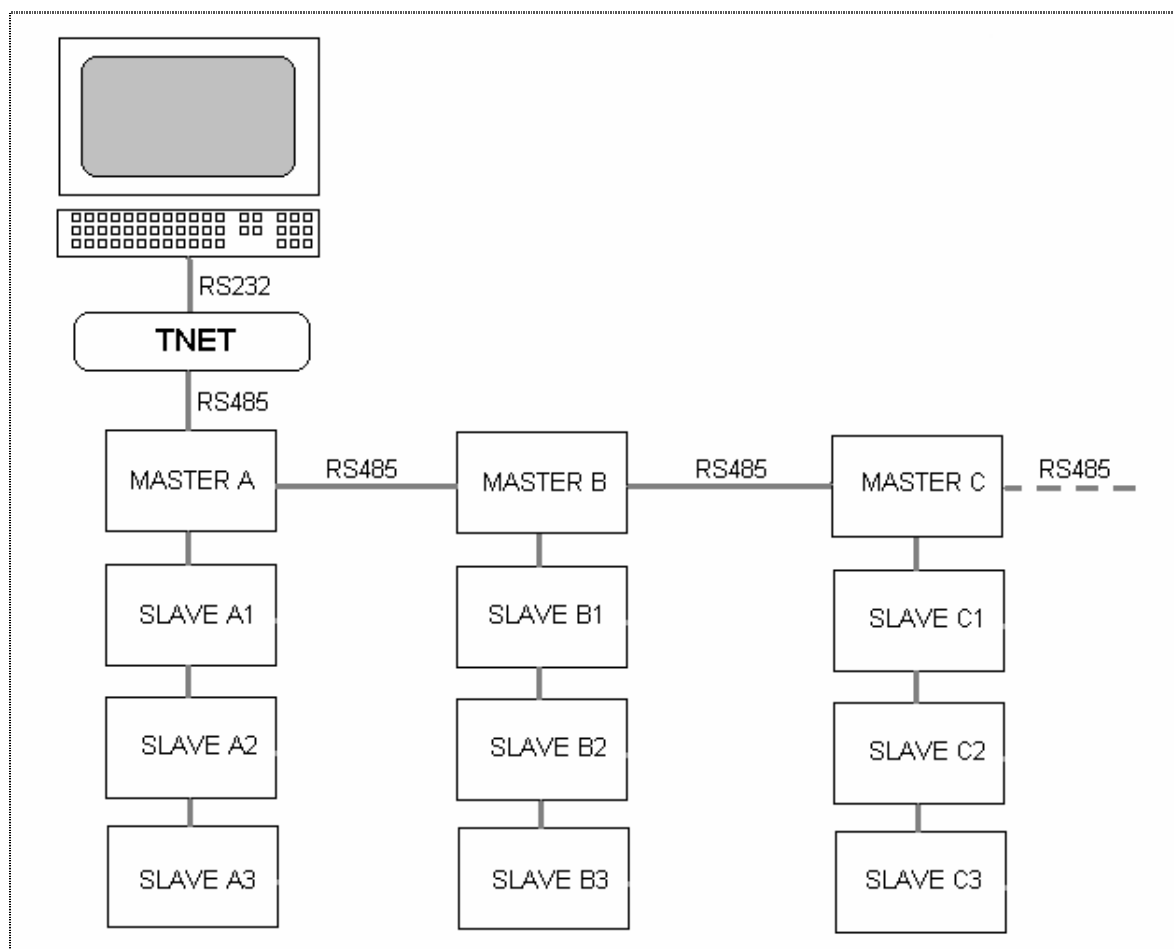 RS232
TNET
RS485
MASTER A
RS485
MASTER B
RS485
MASTER C
RS485
SLAVE A1
SLAVE B1
SLAVE C1
SLAVE A2
SLAVE B2
SLAVE C2
SLAVE A3
SLAVE B3
SLAVE C3